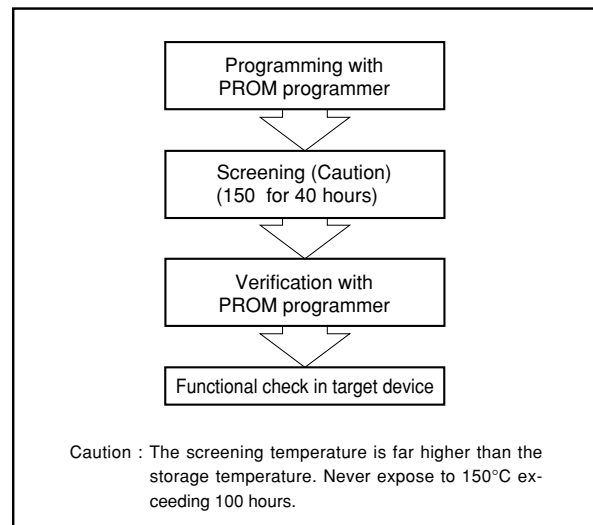 Programming with
PROM programmer
Screening (Caution)
(150  for 40 hours)
Verification with
PROM programmer
Functional check in target device
Caution : The screening temperature is far higher than the
storage temperature. Never expose to 150°C ex-
ceeding 100 hours.